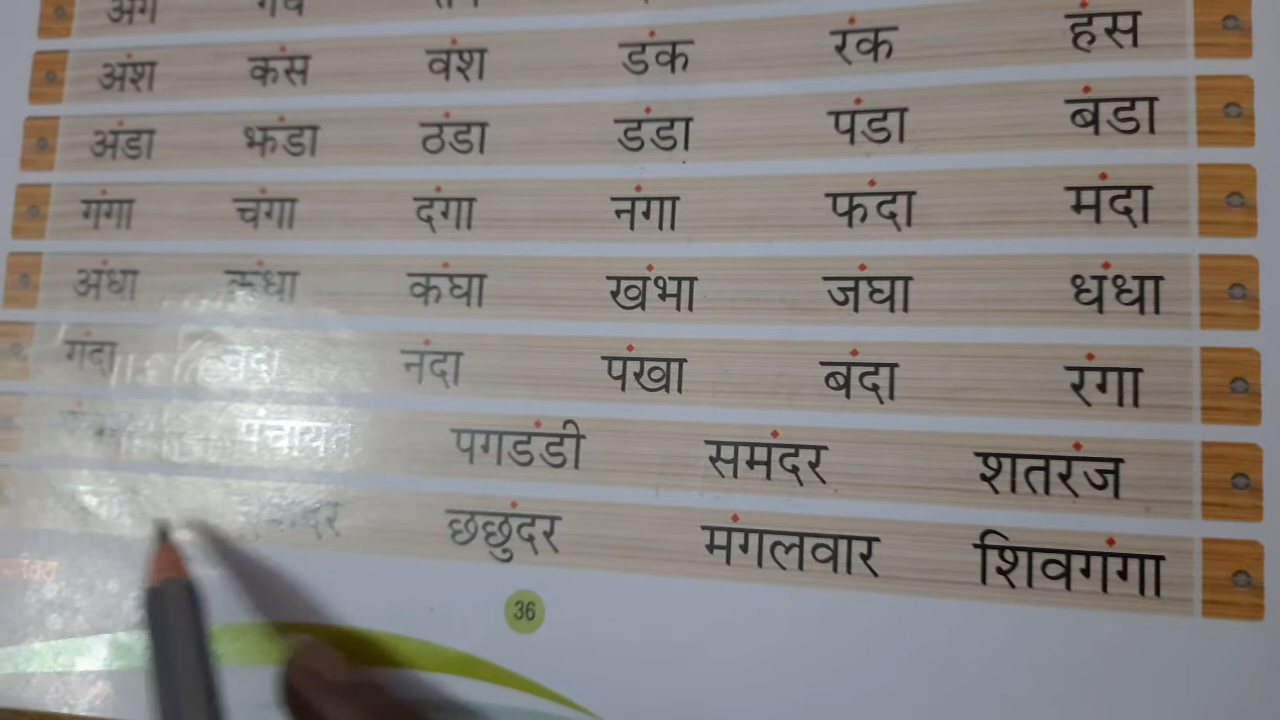 अंश कंस वंश डंक रंक हंस
अंडा झंडा ठंडा डंडा पंडा बंडा
गंगा चंगा दंगा नंगा फंदा मंदा
अंधा कंधा कंघा खंभा जंघा धंधा
गंदा चंदा नंदा पंखा बंदा रंगा
पंचायत पगडंडी समंदर शतरंज
छछुंदर मंगलवार शिवगंगा
36